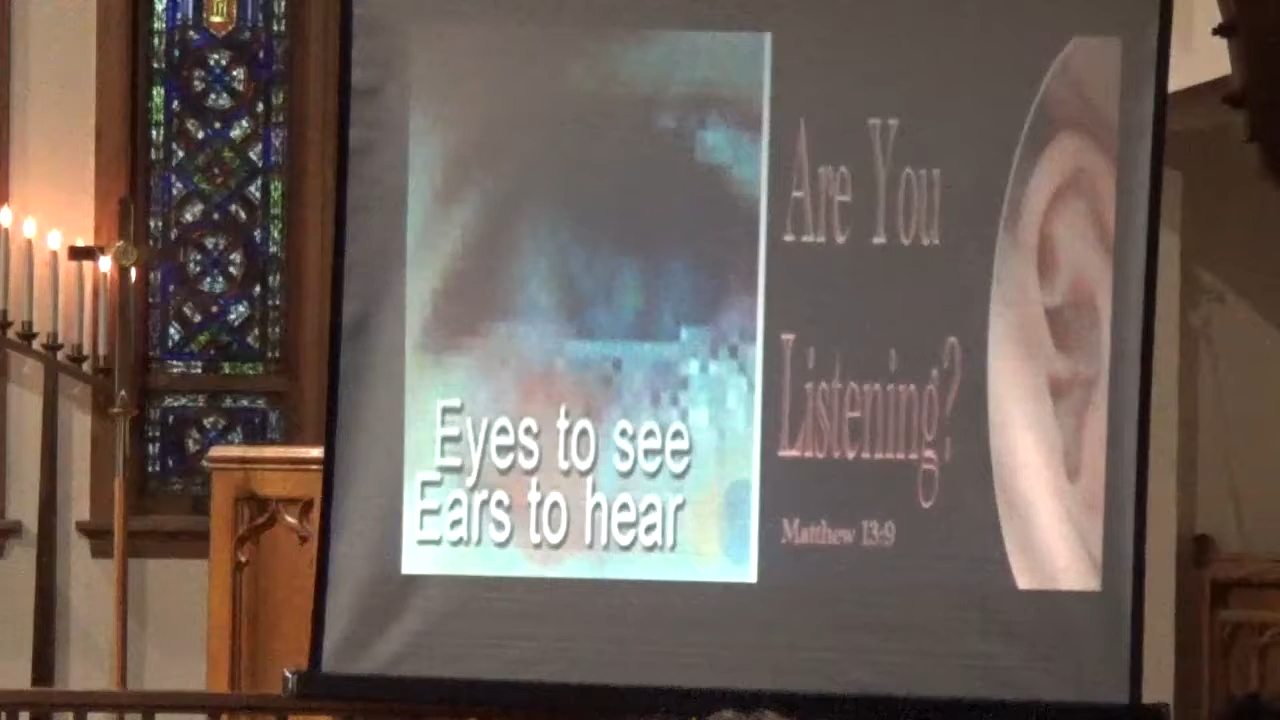 Eyes to see
Ears to hear
Are You
Listening?
Matthew 13:9